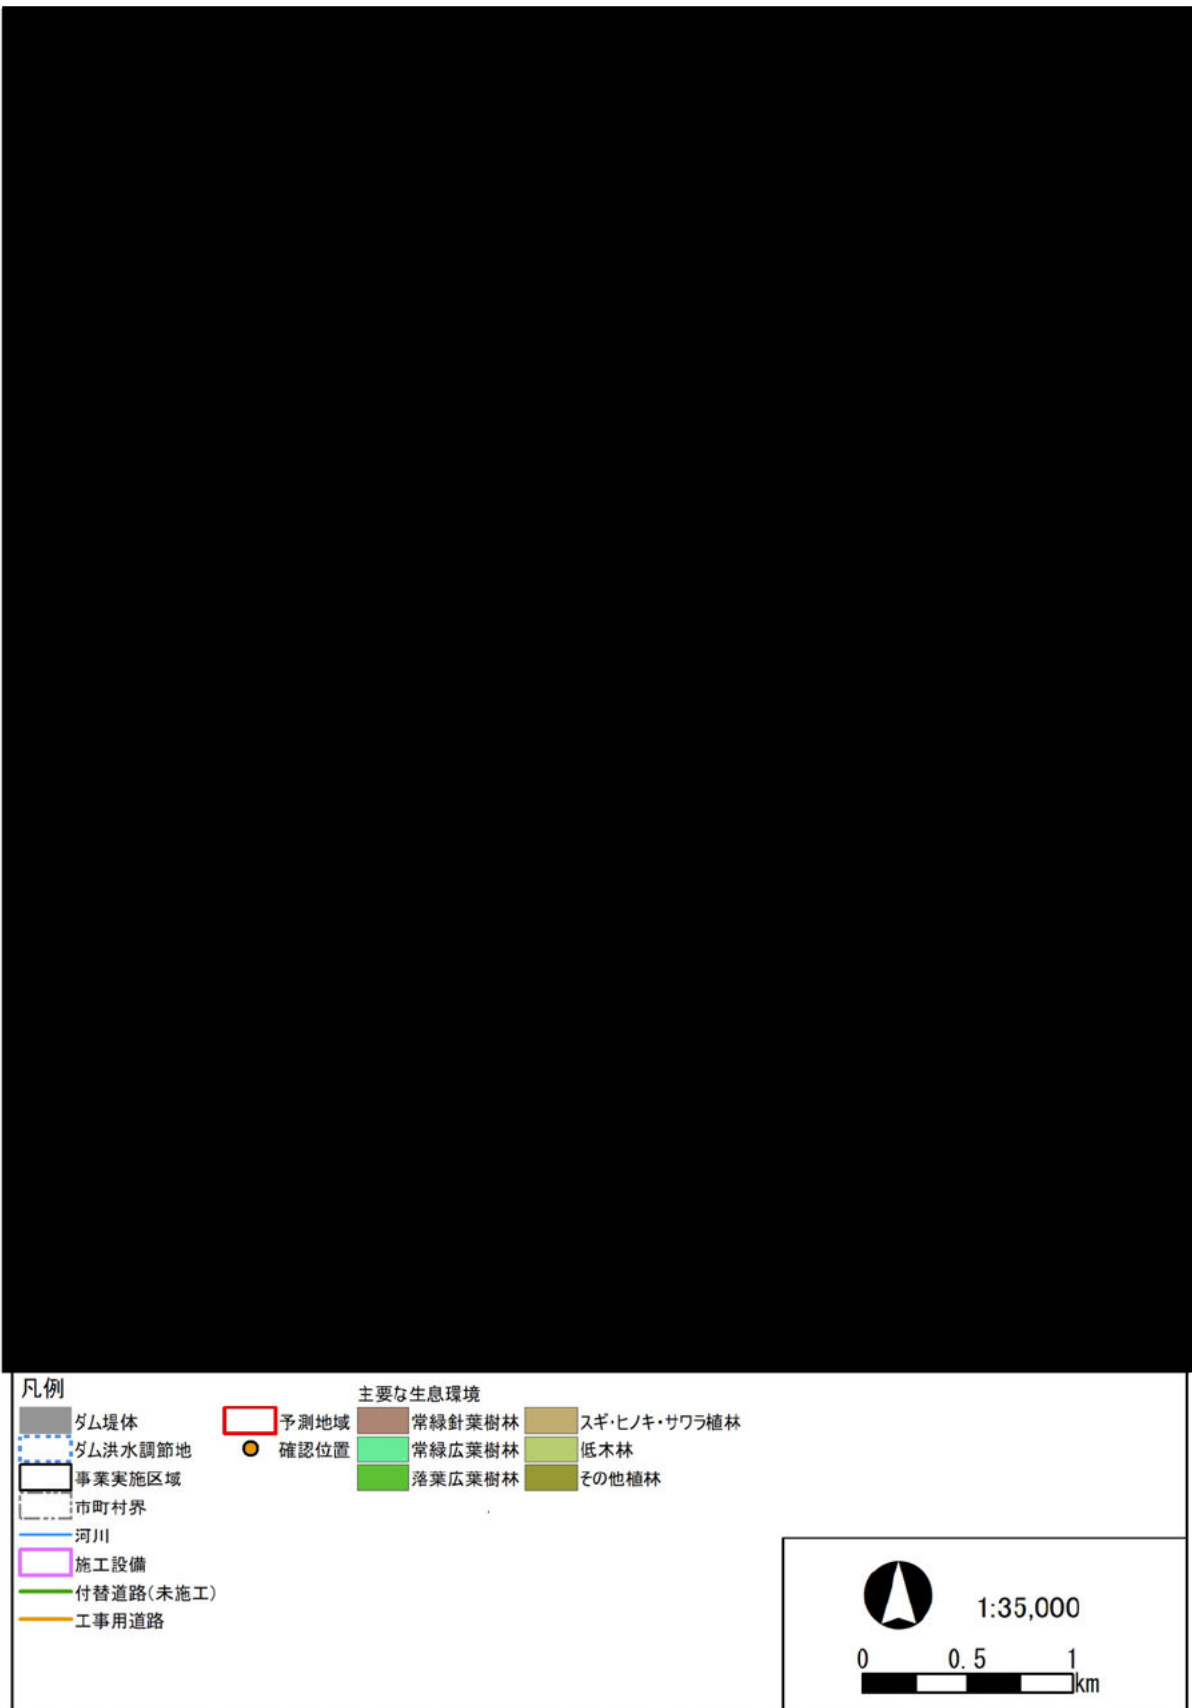 凡例
ダム堤体
ダム洪水調節地
事業実施区域
市町村界
河川
施工設備
付替道路(未施工)
工事用道路
予測地域
確認位置
主要な生息環境
常緑針葉樹林
常緑広葉樹林
落葉広葉樹林
スギ・ヒノキ・サワラ植林
低木林
その他植林
1:35,000
0 0.5 1
km